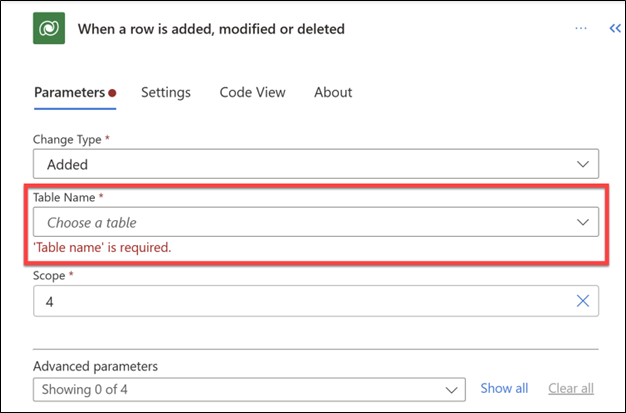 When a row is added, modified or deleted
Parameters Settings Code View About
Change Type *
Added
Table Name *
Choose a table
'Table name' is required.
Scope *
4
Advanced parameters
Showing 0 of 4 Show all Clear all